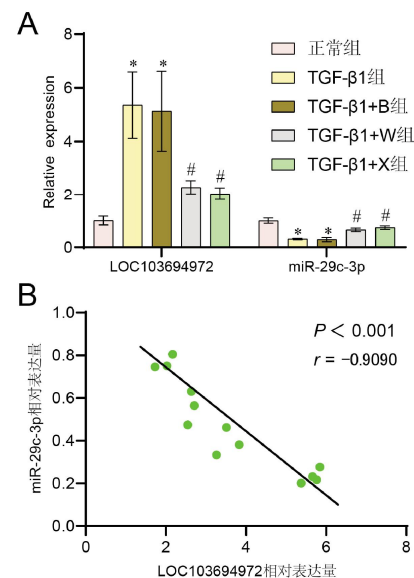 A
Relative expression
8
6
4
2
0
* *
# #
* *
# #
LOC103694972 miR-29c-3p
正常组
TGF-β1组
TGF-β1+B组
TGF-β1+W组
TGF-β1+X组
B
miR-29c-3p相对表达量
1.0
0.8
0.6
0.4
0.2
0.0
P < 0.001
r = -0.9090
0 2 4 6 8
LOC103694972相对表达量